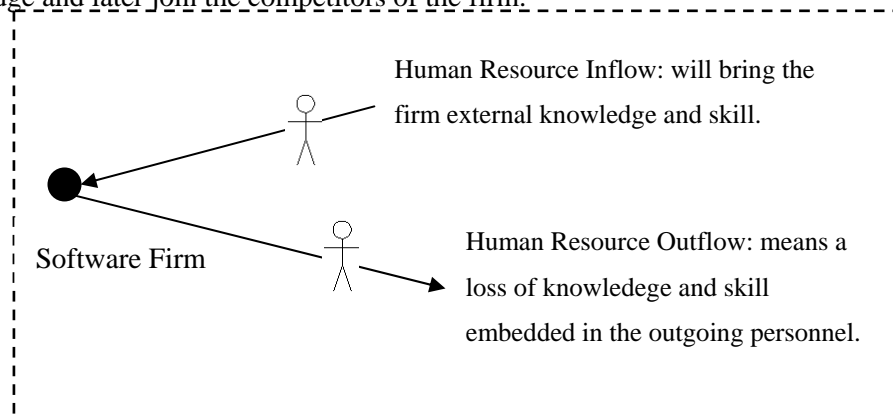 dge and later join the competitors of the firm.
Human Resource Inflow: will bring the
firm external knowledge and skill.
Software Firm
Human Resource Outflow: means a
loss of knowledege and skill
embedded in the outgoing personnel.